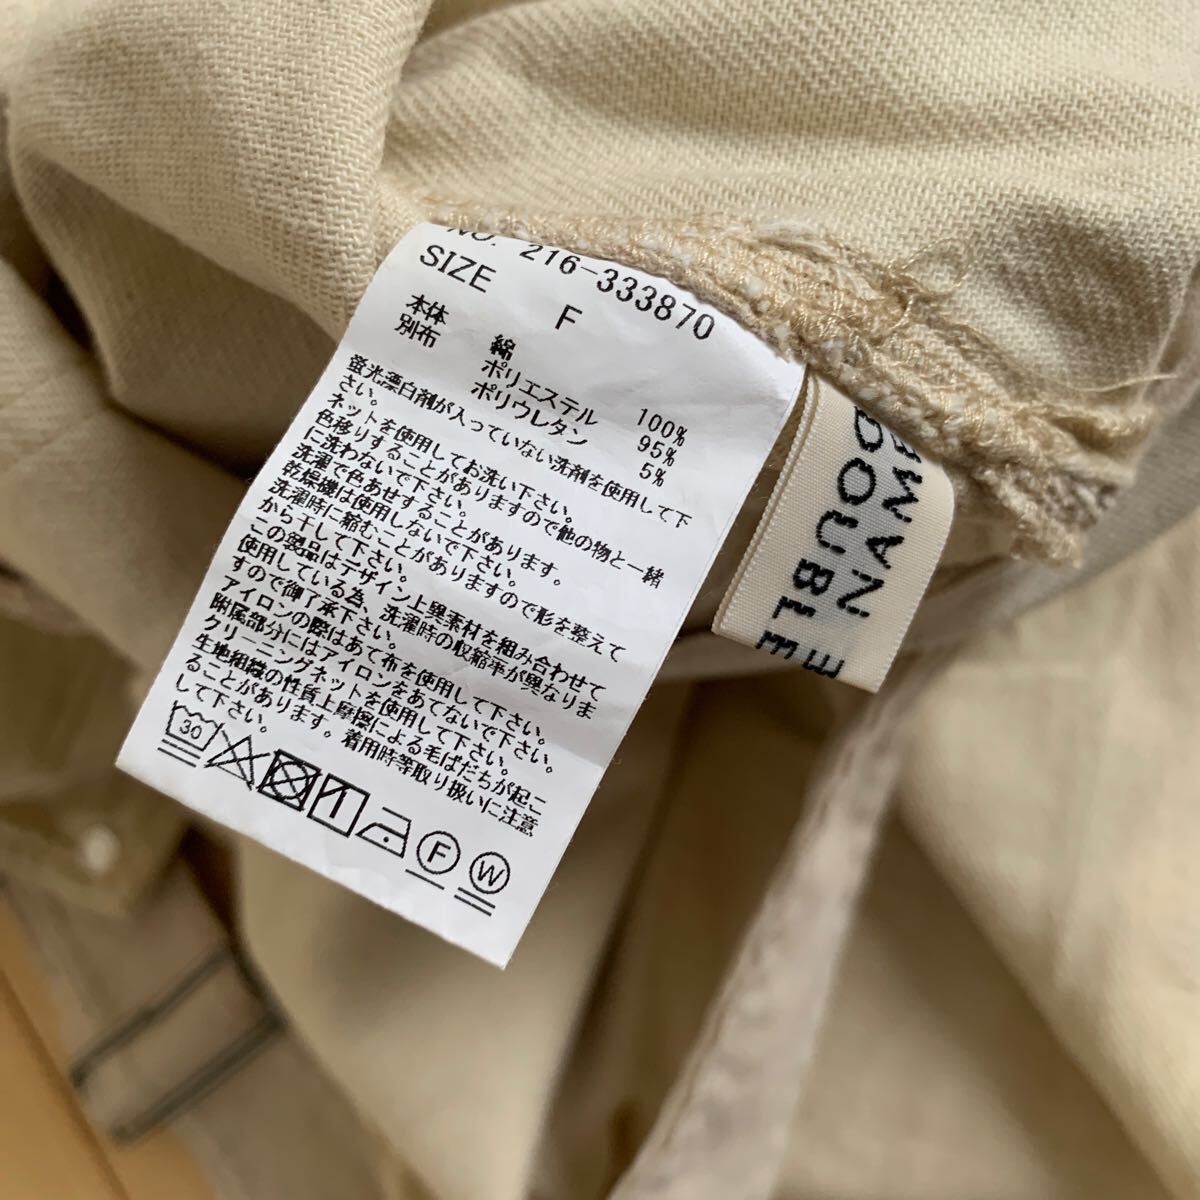 NO. 216-333870
SIZE F
本体 綿 100%
別布 ポリエステル 95%
ポリウレタン 5%
蛍光漂白剤が入っていない洗剤を使用して下
さい。
ネットを使用してお洗い下さい。
色移りすることがありますので他の物と一緒
に洗わないで下さい。
洗濯で色あせすることがあります。
乾燥機は使用しないで下さい。
洗濯時に縮むことがありますので形を整えて
から干して下さい。
この製品はデザイン上異素材を組み合わせて
使用している為、洗濯時の収縮率が異なりま
すので御了承下さい。
アイロンの際はあて布を使用して下さい。
附属部分にはアイロンをあてないで下さい。
クリーニングネットを使用して下さい。
生地組織の性質上摩擦による毛ばだちが起こ
ることがあります。着用時等取り扱いに注意
して下さい。
30
F
W
DOUBLE
NAME